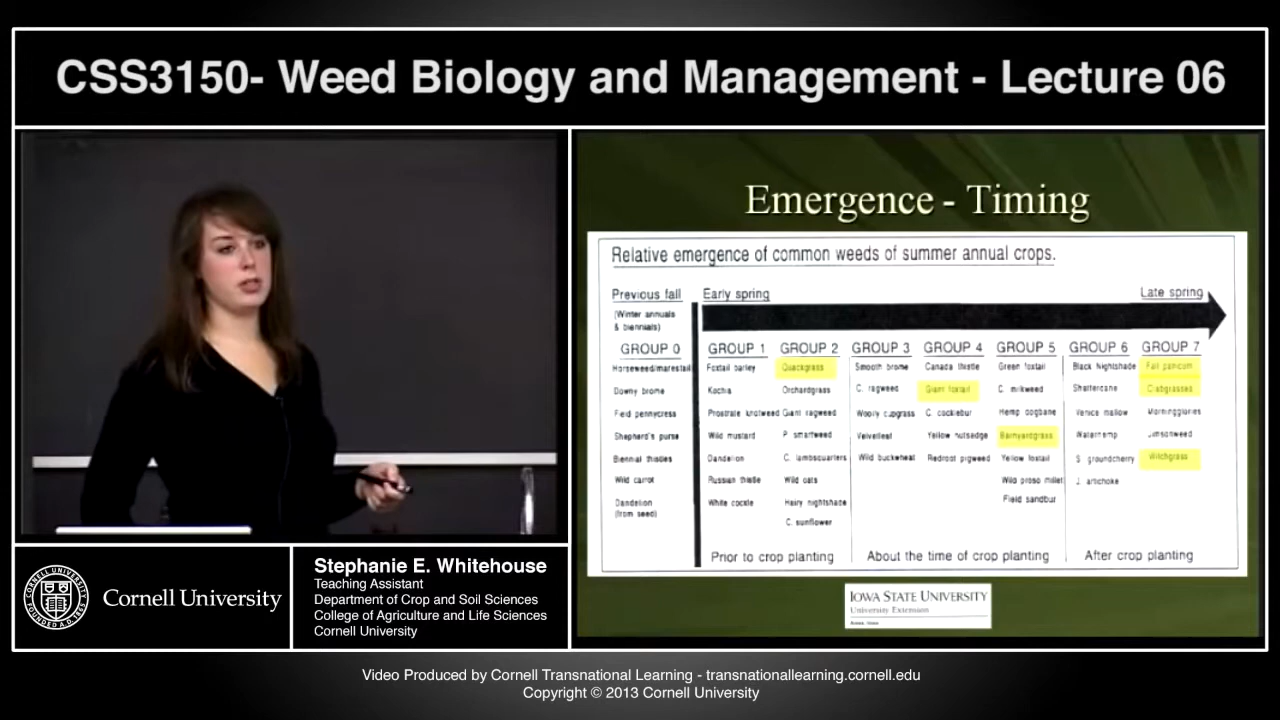 CSS3150- Weed Biology and Management - Lecture 06
Emergence - Timing
Relative emergence of common weeds of summer annual crops.
Previous fall
Early spring
Late spring
(Winter annuals
& biennials)
GROUP 0 GROUP 1 GROUP 2 GROUP 3 GROUP 4 GROUP 5 GROUP 6 GROUP 7
Horseweed/marestail Foxtail barley Quackgrass Smooth brome Canada thistle Green foxtail Black Nightshade Fall panicum
Downy brome Kochia Orchardgrass C. ragweed Giant foxtail C. milkweed Shattercane Crabgrasses
Field pennycress Prostrate knotweed Giant ragweed Woolly cupgrass C. cocklebur Hemp dogbane Venice mallow Morningglories
Shepherd's purse Wild mustard P. smartweed Velvetleaf Yellow nutsedge Barnyardgrass Waterhemp Jimsonweed
Biennial thistles Dandelion C. lambsquarters Wild buckwheat Redroot pigweed Yellow foxtail S. groundcherry Witchgrass
Wild carrot Russian thistle Wild oats Wild proso millet J. artichoke
Dandelion White cockle Hairy nightshade Field sandbur
(from seed)
C. sunflower
Prior to crop planting About the time of crop planting After crop planting
IOWA STATE UNIVERSITY
University Extension
Cornell University
Stephanie E. Whitehouse
Teaching Assistant
Department of Crop and Soil Sciences
College of Agriculture and Life Sciences
Cornell University
Video Produced by Cornell Transnational Learning - transnationallearning.cornell.edu
Copyright © 2013 Cornell University